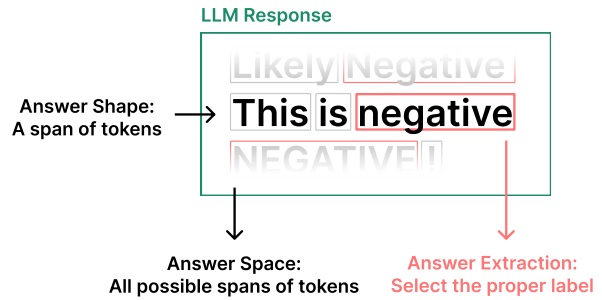 LLM Response
Likely Negative
Answer Shape:
A span of tokens
This is negative
NEGATIVE !
Answer Space:
All possible spans of tokens
Answer Extraction:
Select the proper label